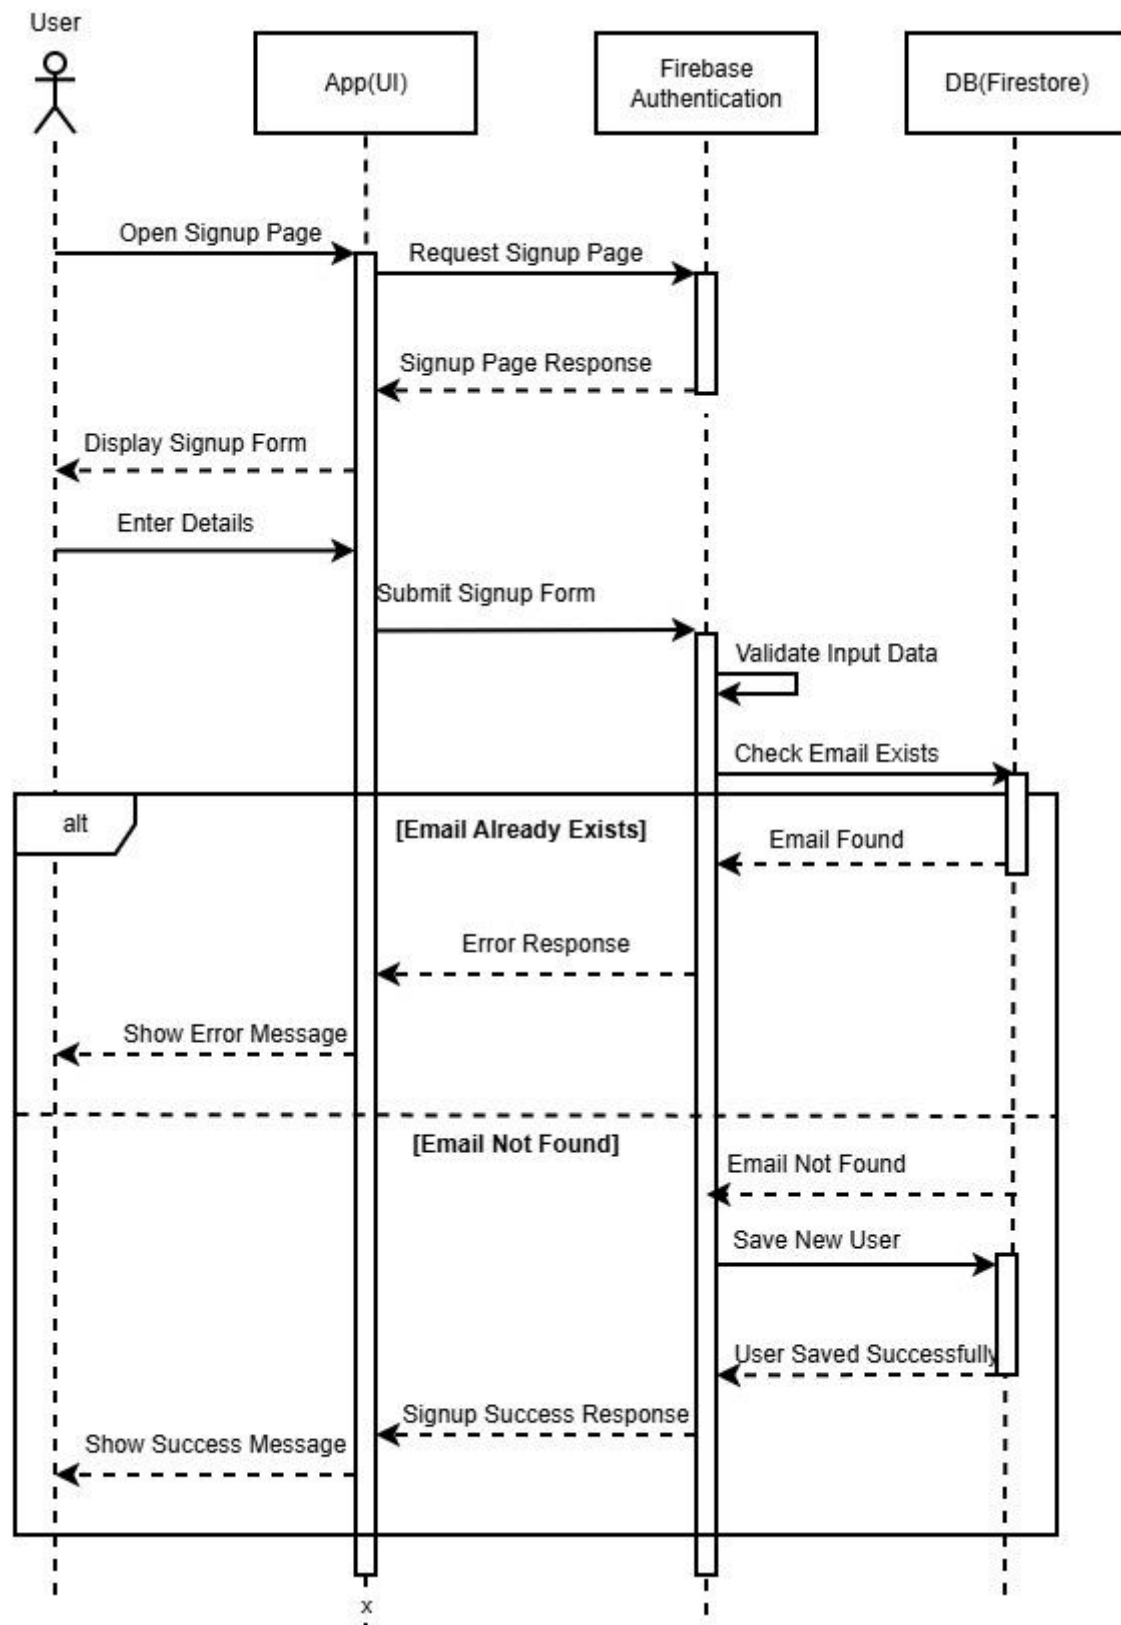 User
App(UI)
Firebase
Authentication
DB(Firestore)
Open Signup Page
Request Signup Page
Signup Page Response
Display Signup Form
Enter Details
Submit Signup Form
Validate Input Data
Check Email Exists
alt
[Email Already Exists]
Email Found
Error Response
Show Error Message
[Email Not Found]
Email Not Found
Save New User
User Saved Successfully
Signup Success Response
Show Success Message
x